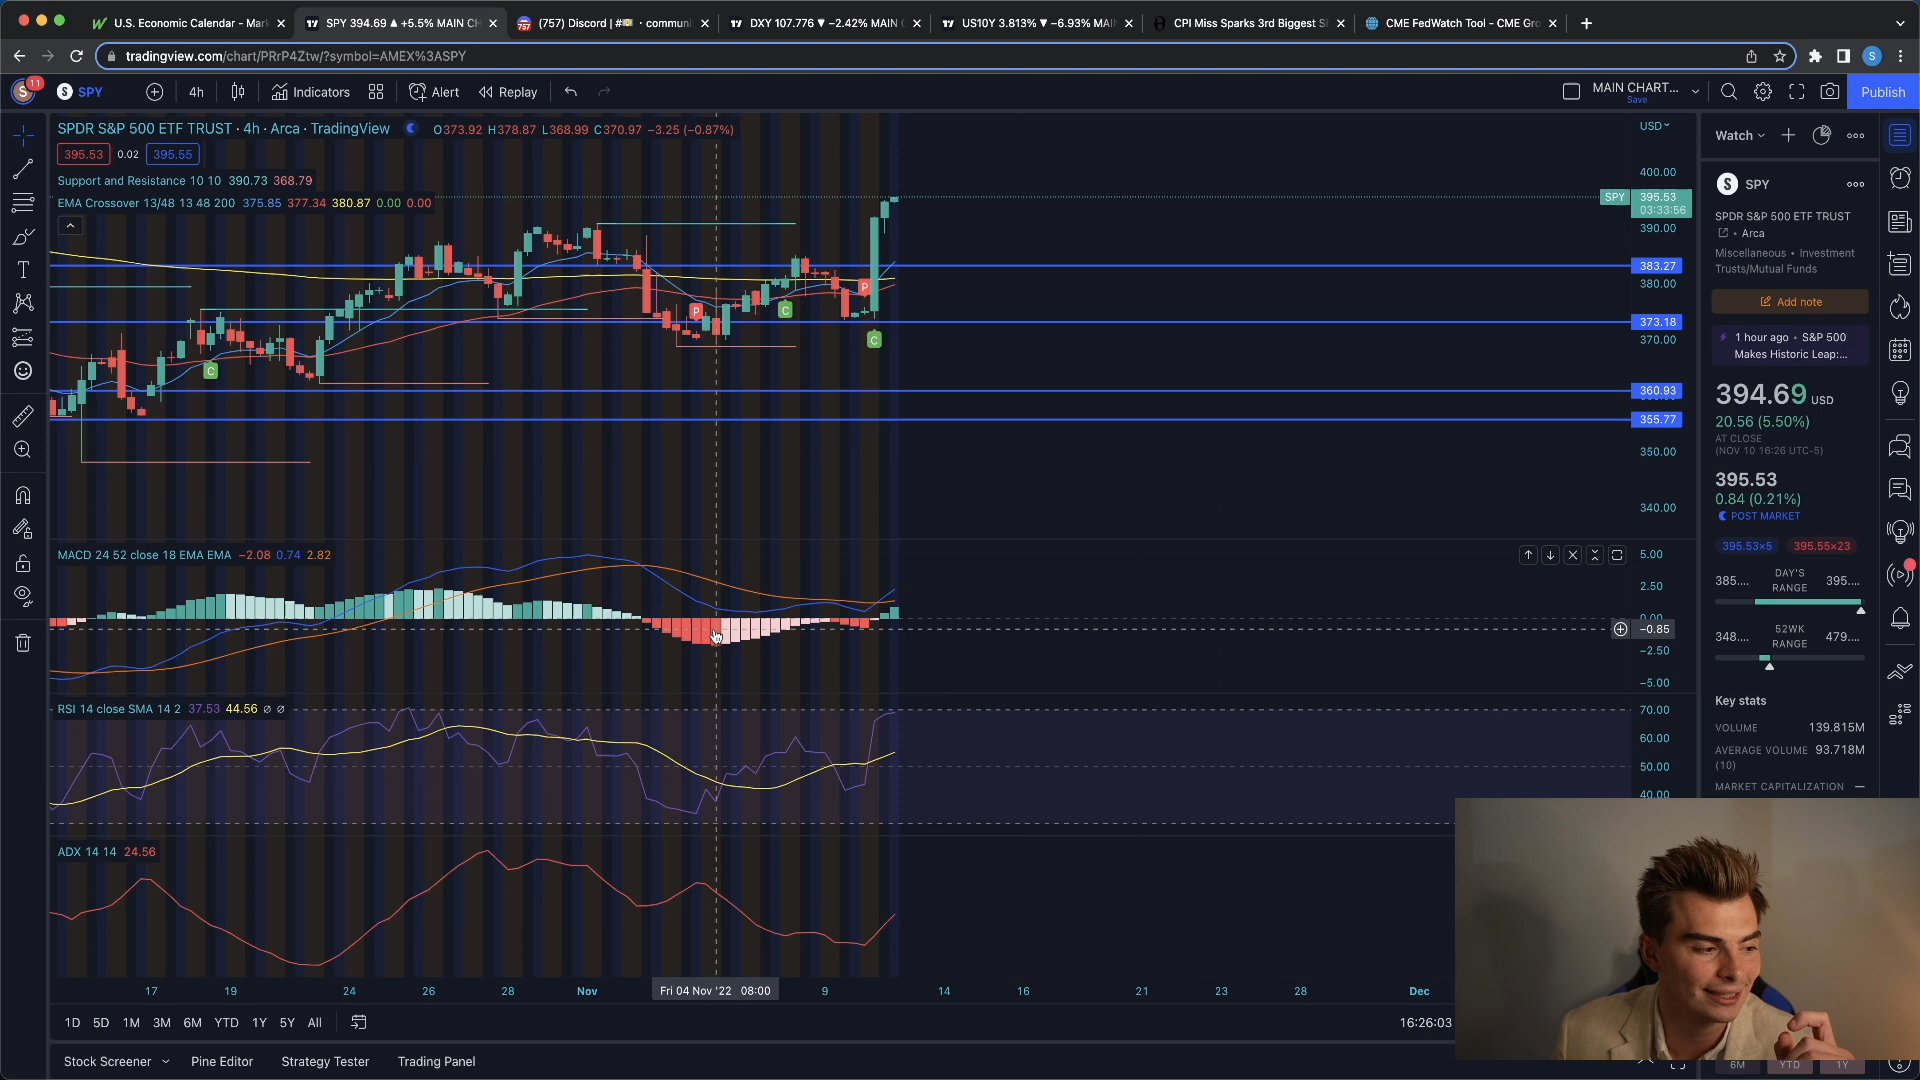 U.S. Economic Calendar - Mark
SPY 394.69 ▲ +5.5% MAIN CH
(757) Discord | #💵 · communi
DXY 107.776 ▼ −2.42% MAIN C
US10Y 3.813% ▼ −6.93% MAI
CPI Miss Sparks 3rd Biggest S
CME FedWatch Tool - CME Gro
tradingview.com/chart/PRrP4Ztw/?symbol=AMEX%3ASPY
S
11
S
SPY
4h
Indicators
Alert
Replay
MAIN CHART...
Save
Publish
SPDR S&P 500 ETF TRUST · 4h · Arca · TradingView
O373.92 H378.87 L368.99 C370.97 −3.25 (−0.87%)
395.53
0.02
395.55
Support and Resistance 10 10 390.73 368.79
EMA Crossover 13/48 13 48 200 375.85 377.34 380.87 0.00 0.00
USD
400.00
SPY
395.53
03:33:56
390.00
383.27
380.00
373.18
370.00
360.93
355.77
350.00
340.00
C
P
C
P
C
MACD 24 52 close 18 EMA EMA −2.08 0.74 2.82
5.00
2.50
0.00
−0.85
−2.50
−5.00
RSI 14 close SMA 14 2 37.53 44.56 ∅ ∅
70.00
60.00
50.00
40.00
ADX 14 14 24.56
17
19
24
26
28
Nov
Fri 04 Nov '22 08:00
9
14
16
21
23
28
Dec
1D
5D
1M
3M
6M
YTD
1Y
5Y
All
16:26:03
Stock Screener
Pine Editor
Strategy Tester
Trading Panel
Watch
S
SPY
SPDR S&P 500 ETF TRUST
Arca
Miscellaneous • Investment
Trusts/Mutual Funds
Add note
1 hour ago • S&P 500
Makes Historic Leap:...
394.69 USD
20.56 (5.50%)
AT CLOSE
(NOV 10 16:26 UTC-5)
395.53
0.84 (0.21%)
POST MARKET
395.53×5
395.55×23
385....
DAY'S
RANGE
395....
348....
52WK
RANGE
479....
Key stats
VOLUME
139.815M
AVERAGE VOLUME
(10)
93.718M
MARKET CAPITALIZATION
—
6M
YTD
1Y